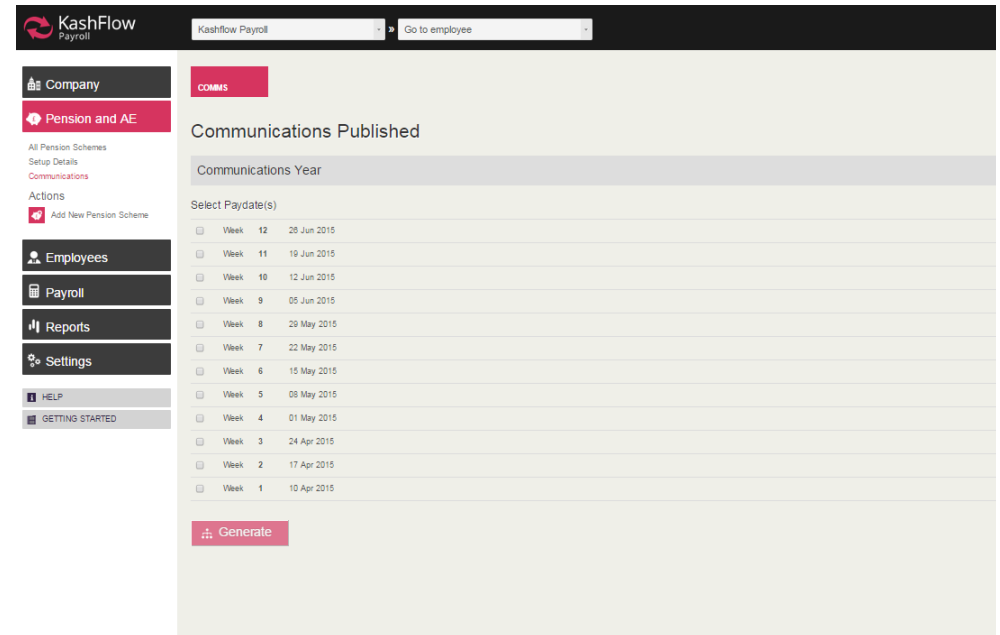 KashFlow
Payroll
Kashflow Payroll » Go to employee
Company
Pension and AE
All Pension Schemes
Setup Details
Communications
Actions
Add New Pension Scheme
Employees
Payroll
Reports
Settings
HELP
GETTING STARTED
COMMS
Communications Published
Communications Year
Select Paydate(s)
Week 12 26 Jun 2015
Week 11 19 Jun 2015
Week 10 12 Jun 2015
Week 9 05 Jun 2015
Week 8 29 May 2015
Week 7 22 May 2015
Week 6 15 May 2015
Week 5 08 May 2015
Week 4 01 May 2015
Week 3 24 Apr 2015
Week 2 17 Apr 2015
Week 1 10 Apr 2015
Generate